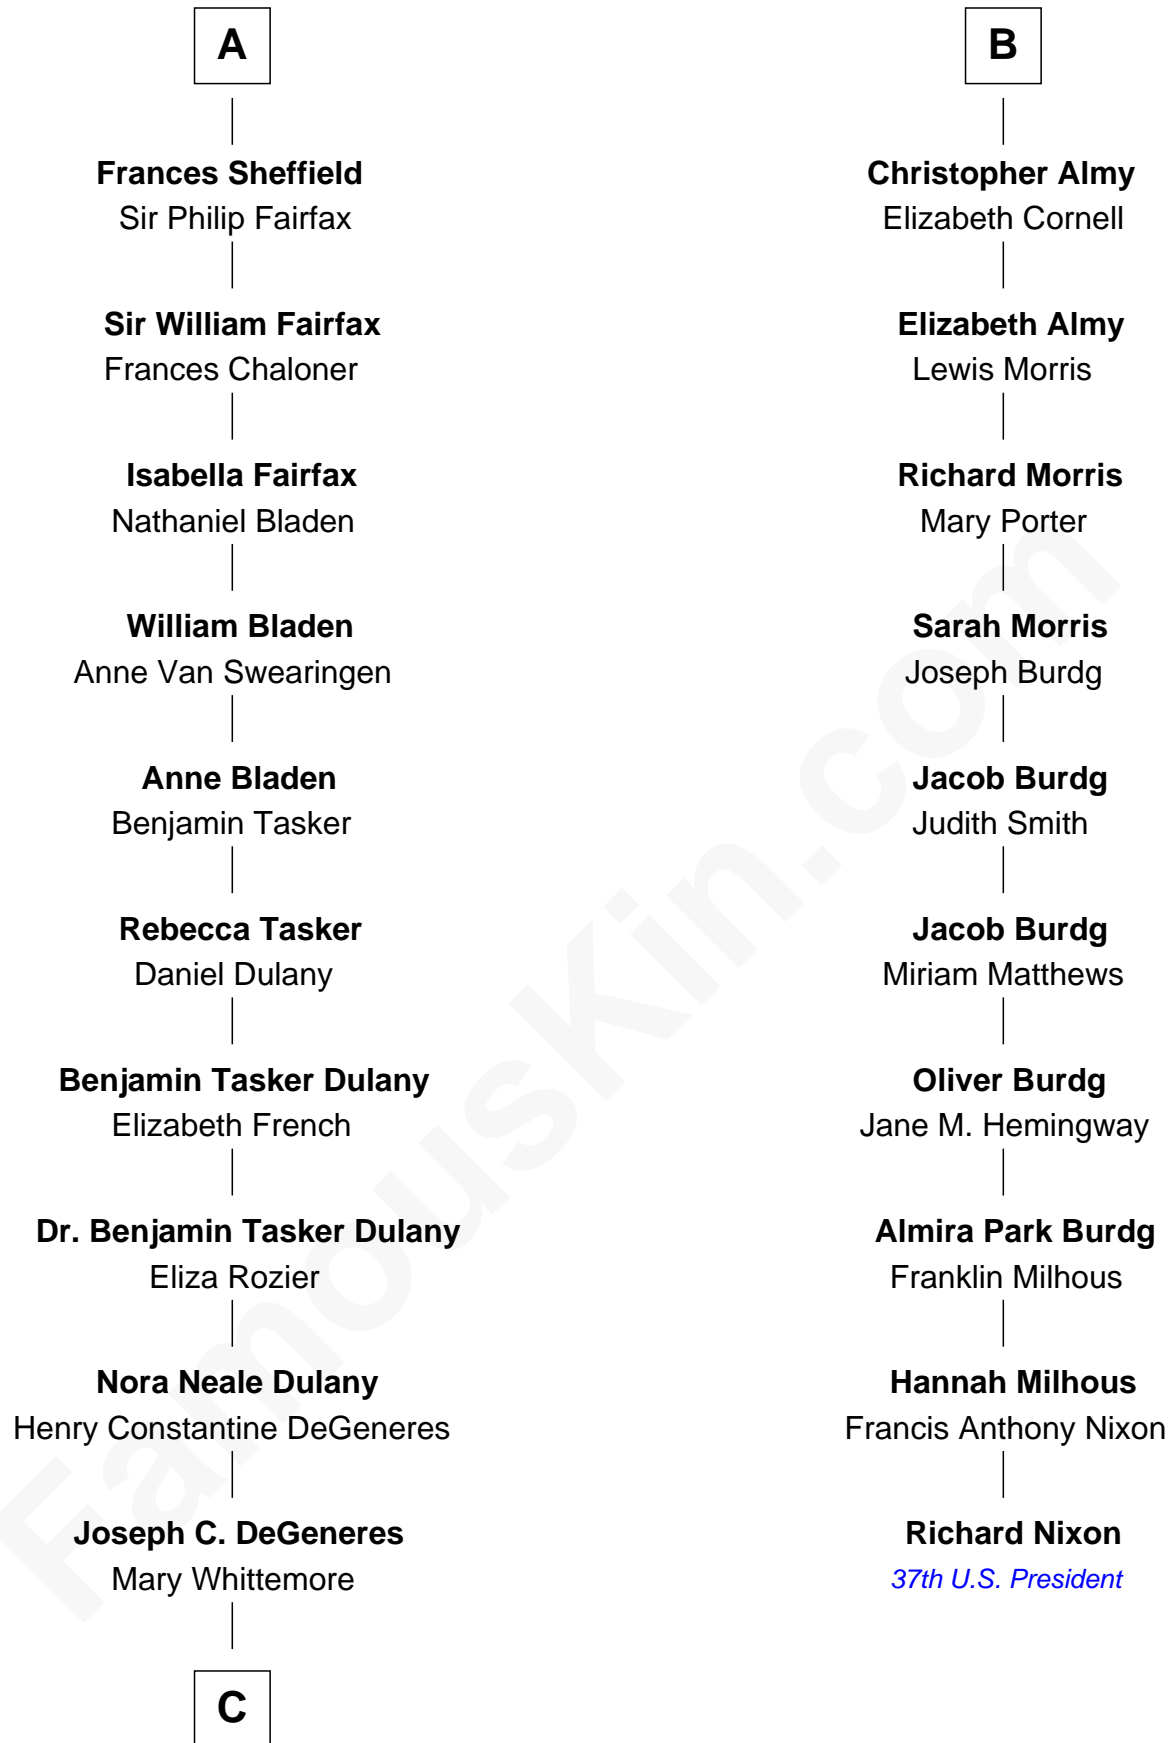 A
Frances Sheffield
Sir Philip Fairfax
Sir William Fairfax
Frances Chaloner
Isabella Fairfax
Nathaniel Bladen
William Bladen
Anne Van Swearingen
Anne Bladen
Benjamin Tasker
Rebecca Tasker
Daniel Dulany
Benjamin Tasker Dulany
Elizabeth French
Dr. Benjamin Tasker Dulany
Eliza Rozier
Nora Neale Dulany
Henry Constantine DeGeneres
Joseph C. DeGeneres
Mary Whittemore
C
B
Christopher Almy
Elizabeth Cornell
Elizabeth Almy
Lewis Morris
Richard Morris
Mary Porter
Sarah Morris
Joseph Burdg
Jacob Burdg
Judith Smith
Jacob Burdg
Miriam Matthews
Oliver Burdg
Jane M. Hemingway
Almira Park Burdg
Franklin Milhous
Hannah Milhous
Francis Anthony Nixon
Richard Nixon
37th U.S. President
FamousKin.com